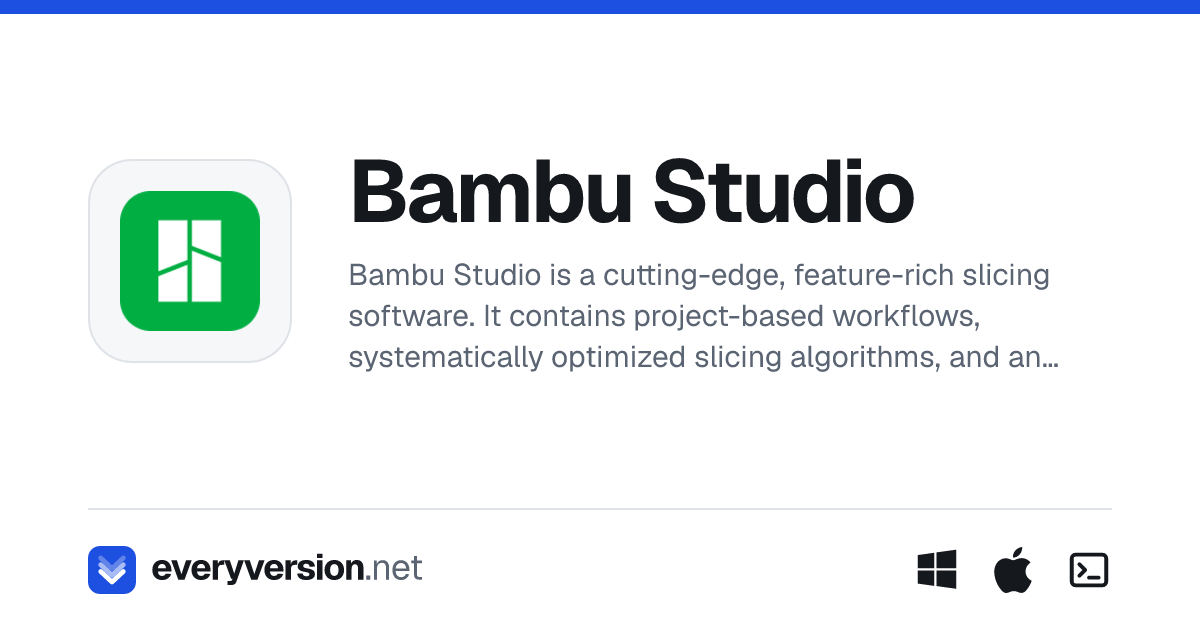 Bambu Studio
Bambu Studio is a cutting-edge, feature-rich slicing
software. It contains project-based workflows,
systematically optimized slicing algorithms, and an...
everyversion.net